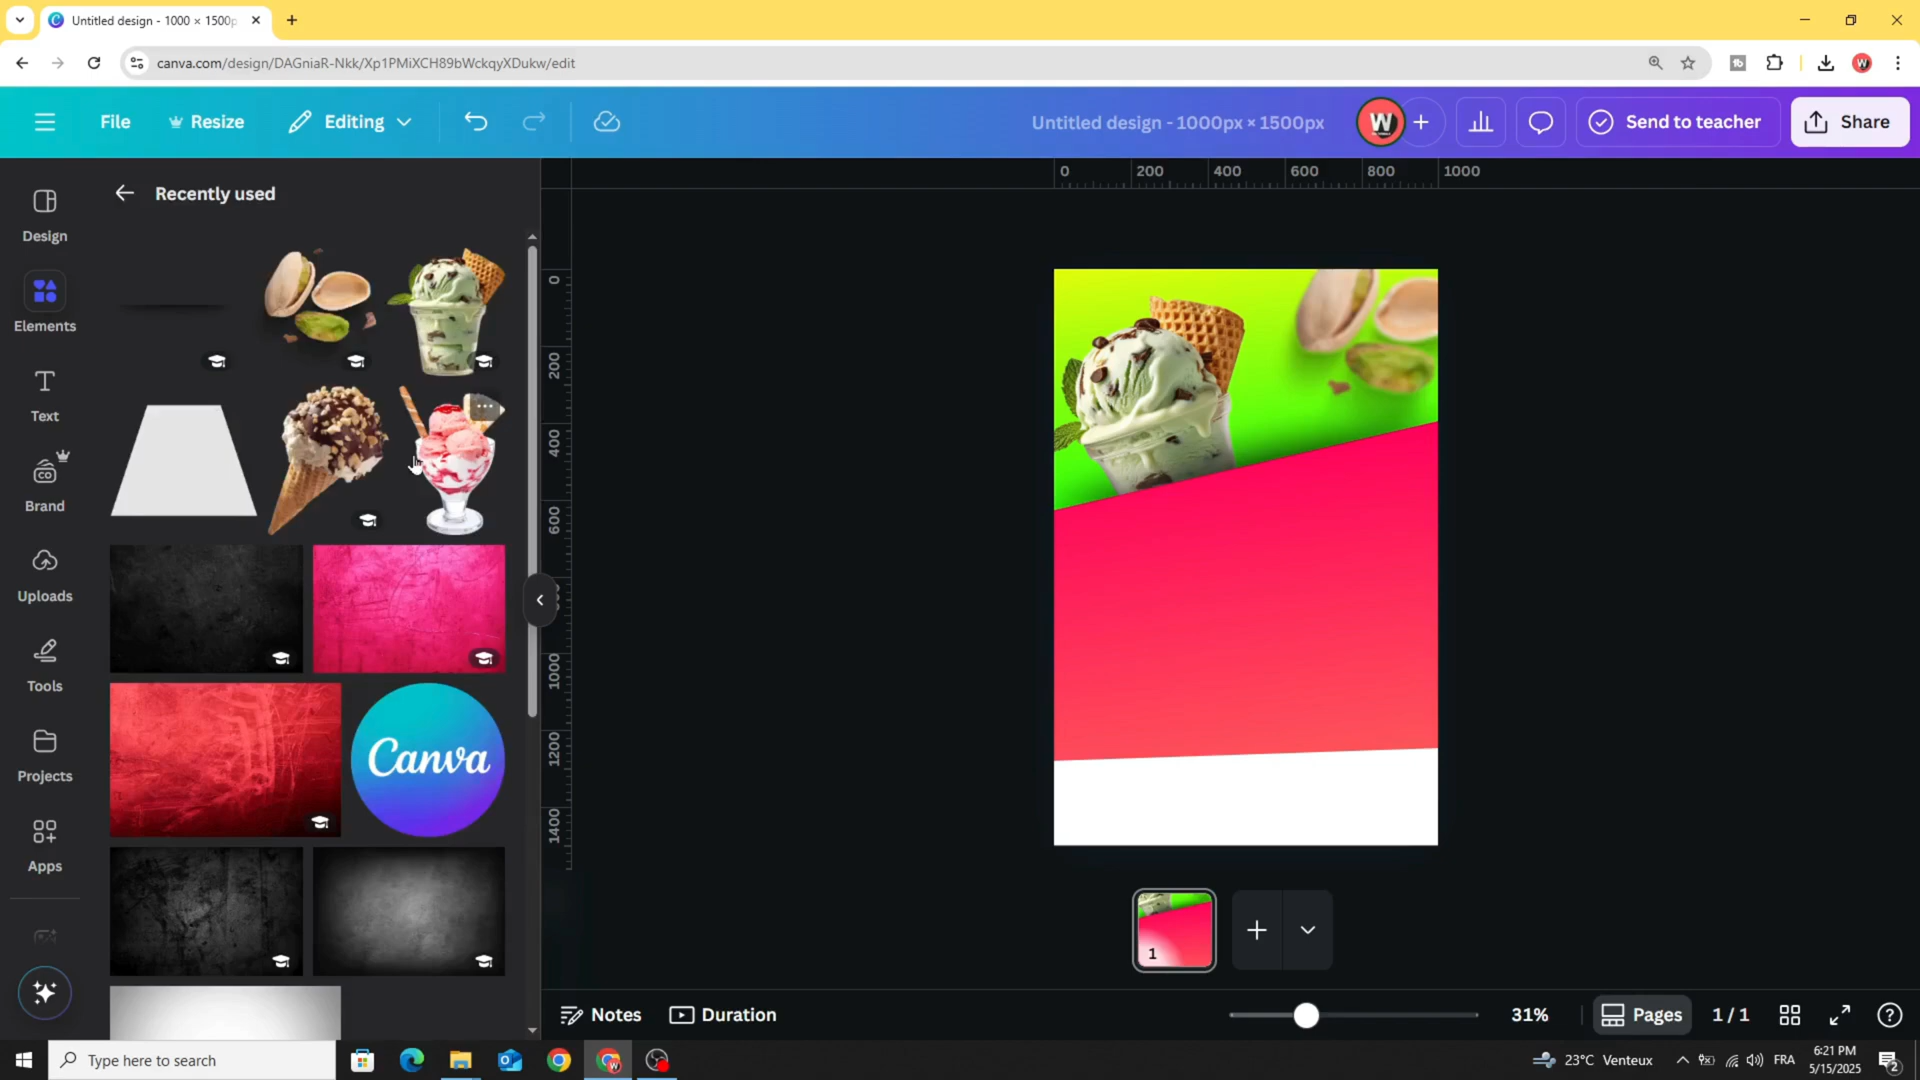 Untitled design - 1000 × 1500p
canva.com/design/DAGniaR-Nkk/Xp1PMiXCH89bWckqyXDukw/edit
File
Resize
Editing
Untitled design - 1000px × 1500px
W
Send to teacher
Share
Recently used
Design
Elements
Text
Brand
Uploads
Tools
Projects
Apps
Canva
0 200 400 600 800 1000
0
200
400
600
1000
1200
1400
1
Notes
Duration
31%
Pages
1 / 1
Type here to search
23°C Venteux
FRA
6:21 PM
5/15/2025
2